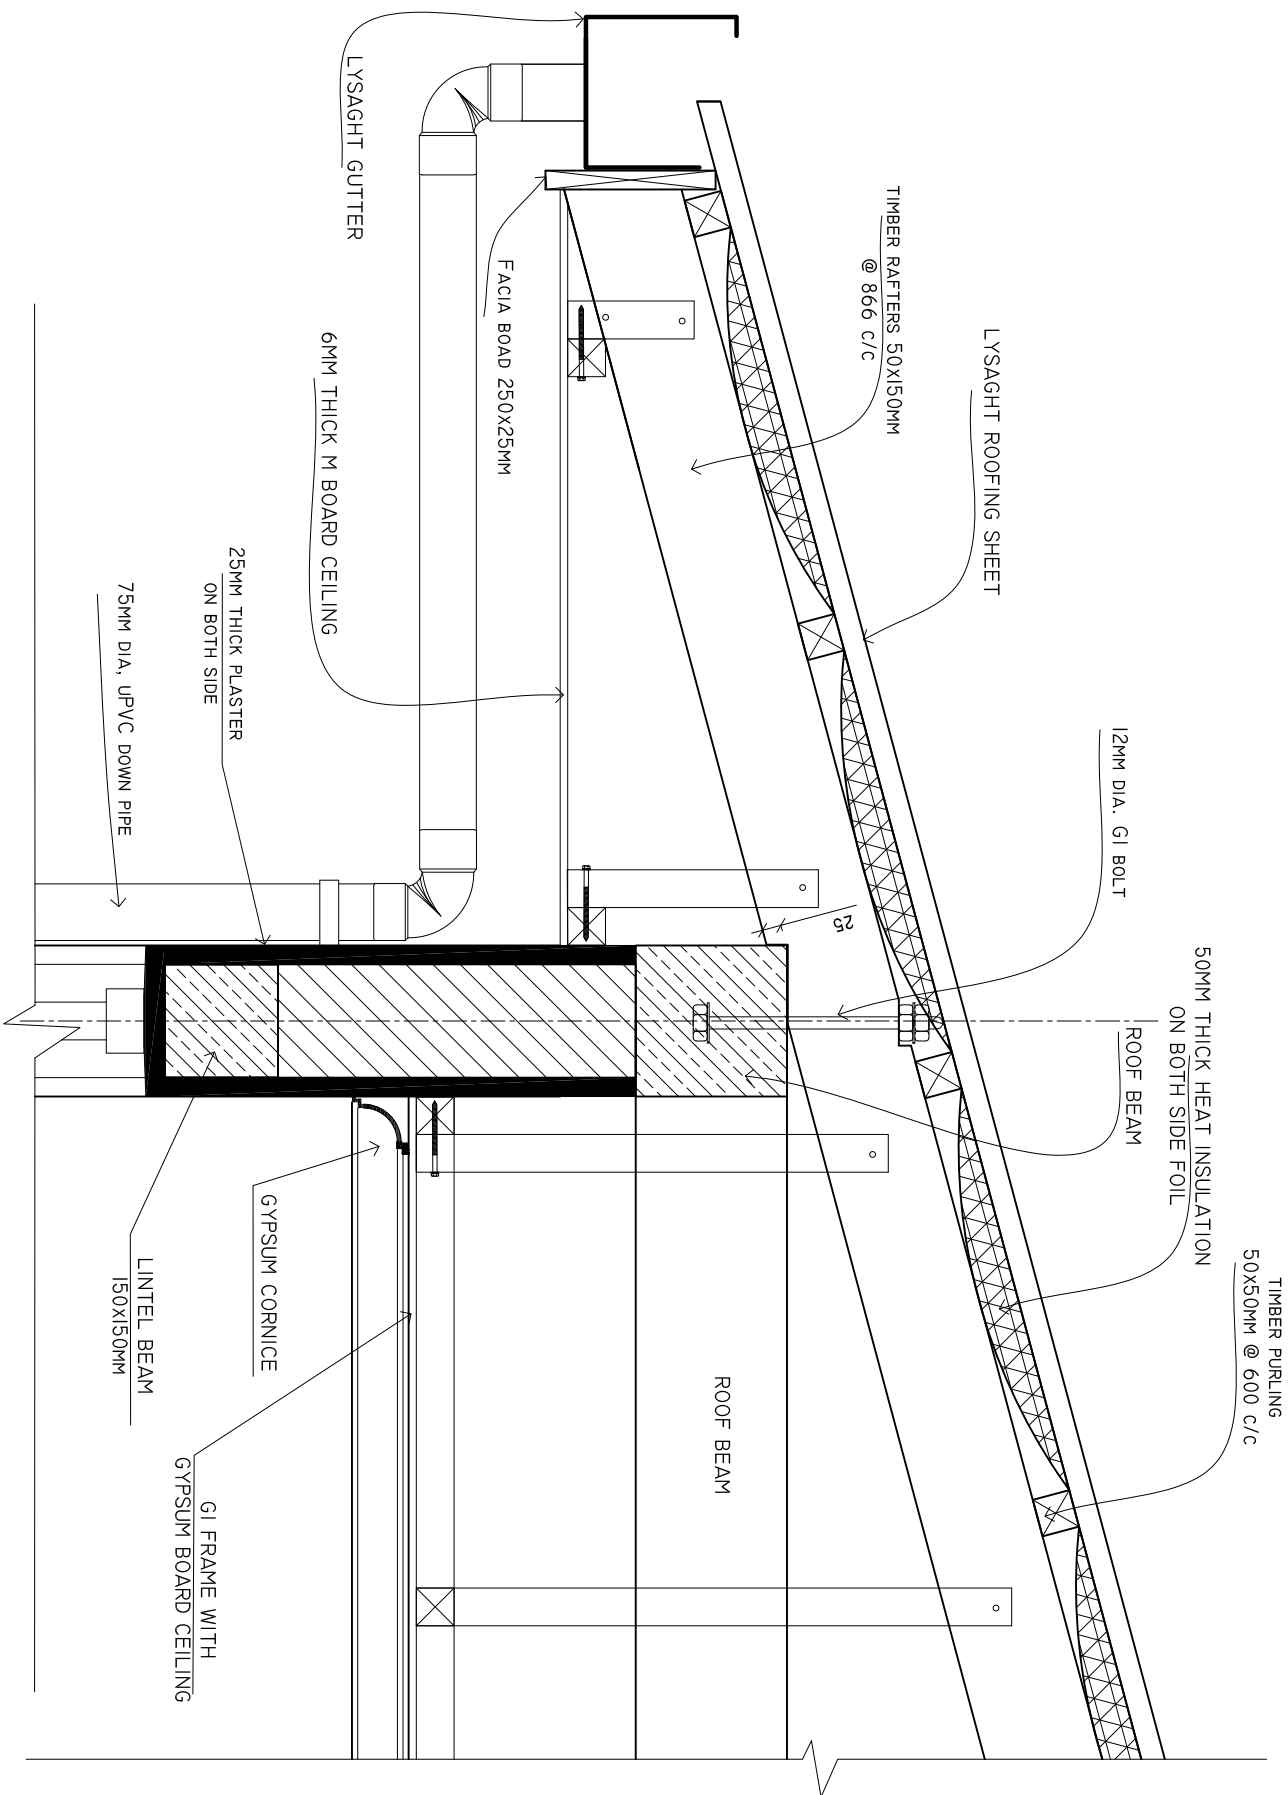 TIMBER PURLING
50x50MM @ 600 C/C
50MM THICK HEAT INSULATION
ON BOTH SIDE FOIL
ROOF BEAM
12MM DIA. GI BOLT
LYSAGHT ROOFING SHEET
TIMBER RAFTERS 50x150MM
@ 866 C/C
25
ROOF BEAM
FACIA BOAD 250x25MM
LYSAGHT GUTTER
6MM THICK M BOARD CEILING
25MM THICK PLASTER
ON BOTH SIDE
75MM DIA, UPVC DOWN PIPE
GYPSUM CORNICE
LINTEL BEAM
150x150MM
GI FRAME WITH
GYPSUM BOARD CEILING